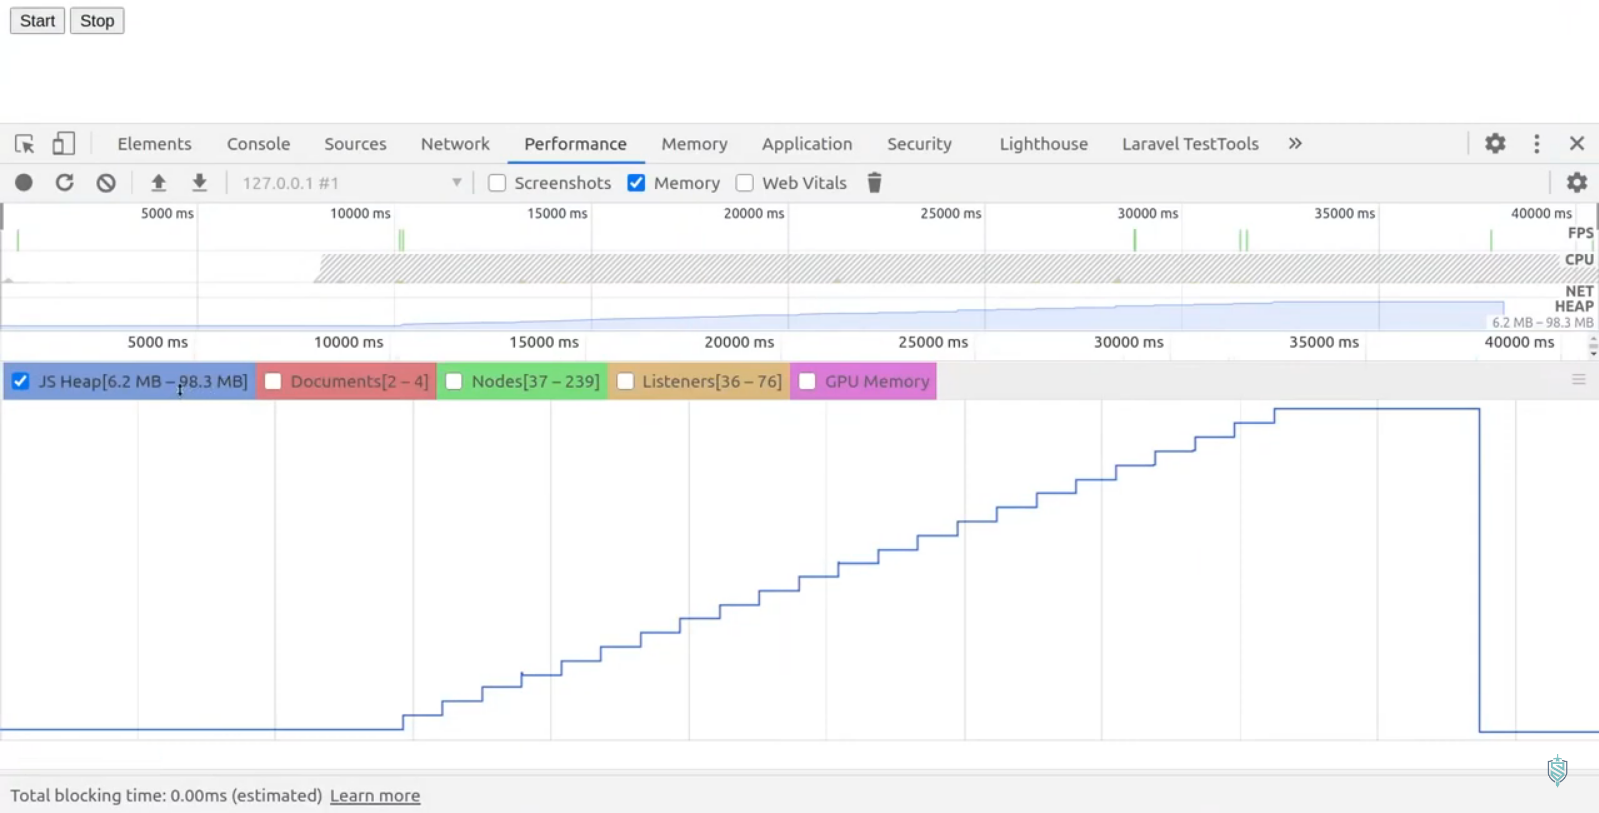 Start Stop
Elements Console Sources Network Performance Memory Application Security Lighthouse Laravel TestTools »
127.0.0.1 #1 Screenshots Memory Web Vitals
5000 ms 10000 ms 15000 ms 20000 ms 25000 ms 30000 ms 35000 ms 40000 ms
FPS
CPU
NET
HEAP
6.2 MB – 98.3 MB
5000 ms 10000 ms 15000 ms 20000 ms 25000 ms 30000 ms 35000 ms 40000 ms
JS Heap[6.2 MB – 98.3 MB] Documents[2 – 4] Nodes[37 – 239] Listeners[36 – 76] GPU Memory
Total blocking time: 0.00ms (estimated) Learn more